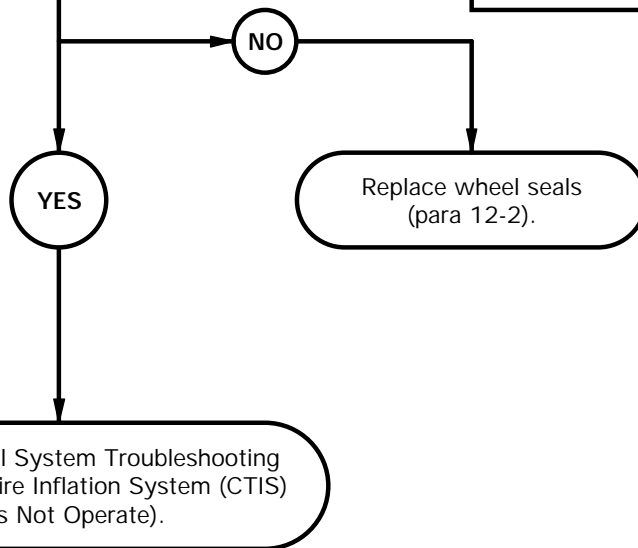 NO
YES
Replace wheel seals
(para 12-2).
l System Troubleshooting
ire Inflation System (CTIS)
s Not Operate).